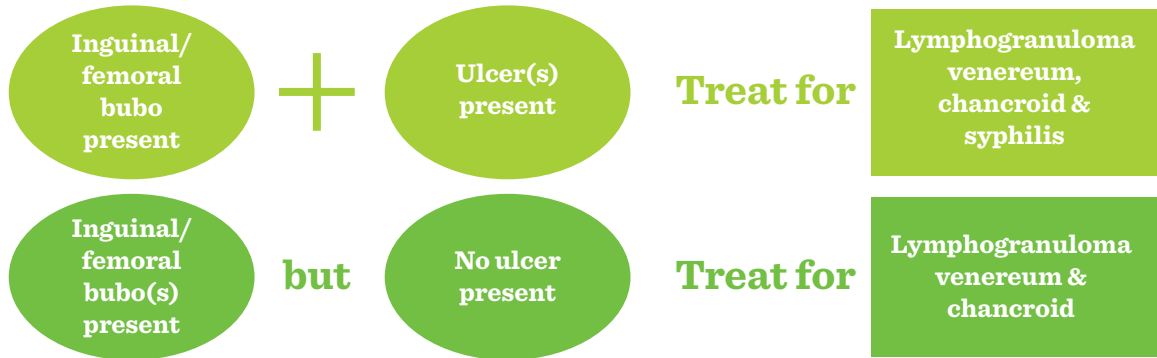 Inguinal/
femoral
bubo
present
Ulcer(s)
present
Treat for
Lymphogranuloma
venereum,
chancroid &
syphilis
Inguinal/
femoral
bubo(s)
present
but
No ulcer
present
Treat for
Lymphogranuloma
venereum &
chancroid